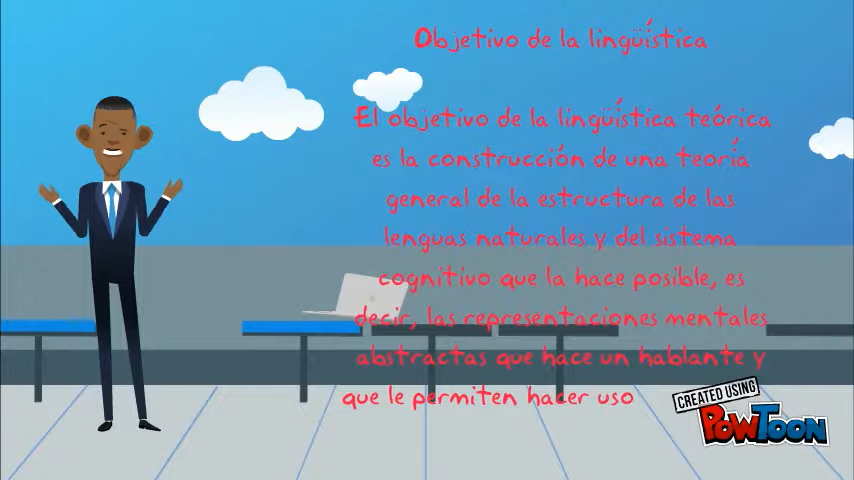 Objetivo de la lingüística
El objetivo de la lingüística teórica
es la construcción de una teoría
general de la estructura de las
lenguas naturales y del sistema
cognitivo que la hace posible, es
decir, las representaciones mentales
abstractas que hace un hablante y
que le permiten hacer uso
CREATED USING
POWTOON